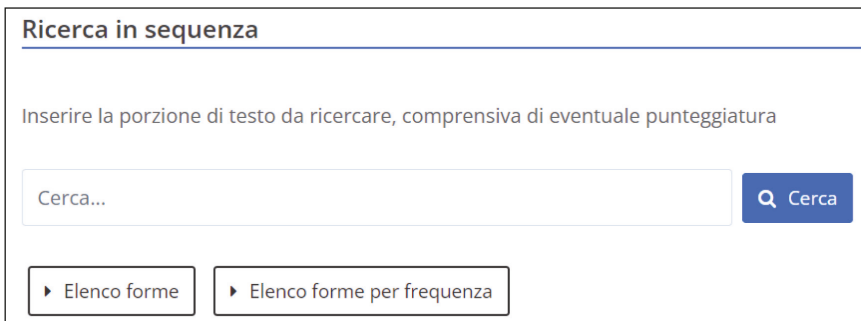 Ricerca in sequenza
Inserire la porzione di testo da ricercare, comprensiva di eventuale punteggiatura
Cerca... Cerca
Elenco forme Elenco forme per frequenza